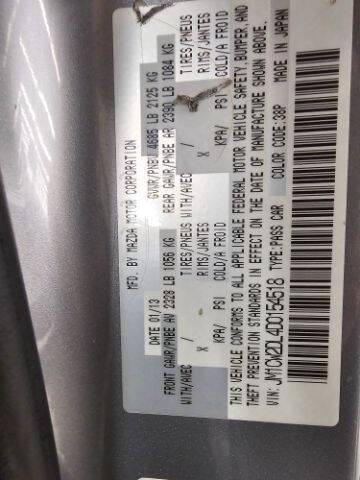 MFD. BY MAZDA MOTOR CORPORATION
DATE 01/13 GVWR/PNBV 4685 LB 2125 KG
FRONT GAWR/PNBE AV 2328 LB 1056 KG REAR GAWR/PNBE AR 2390 LB 1084 KG
WITH/AVEC / TIRES/PNEUS WITH/AVEC / TIRES/PNEUS
X RIMS/JANTES X RIMS/JANTES
KPA/ PSI COLD/A FROID KPA/ PSI COLD/A FROID
THIS VEHICLE CONFORMS TO ALL APPLICABLE FEDERAL MOTOR VEHICLE SAFETY, BUMPER, AND
THEFT PREVENTION STANDARDS IN EFFECT ON THE DATE OF MANUFACTURE SHOWN ABOVE.
VIN: JM1CW2DL4D0154518 TYPE: PASS CAR COLOR CODE: 38P MADE IN JAPAN